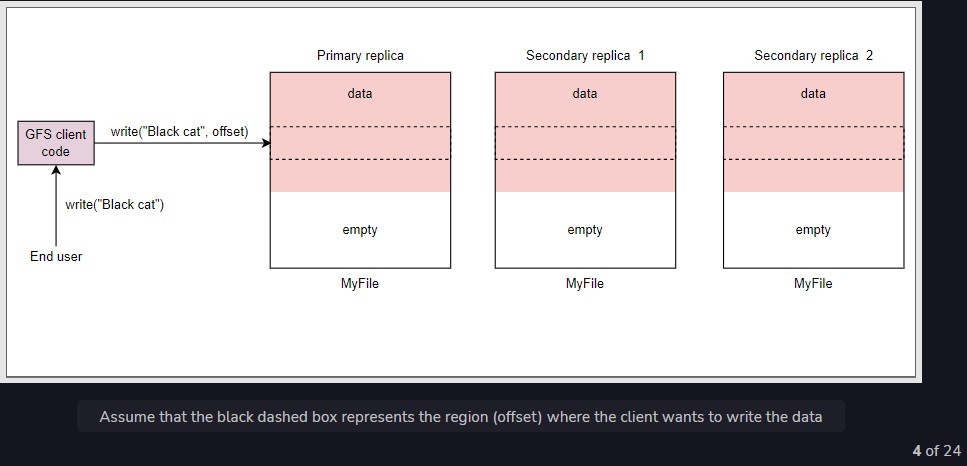 Primary replica
Secondary replica 1
Secondary replica 2
data
data
data
GFS client
code
write("Black cat", offset)
write("Black cat")
End user
empty
empty
empty
MyFile
MyFile
MyFile
Assume that the black dashed box represents the region (offset) where the client wants to write the data
4 of 24